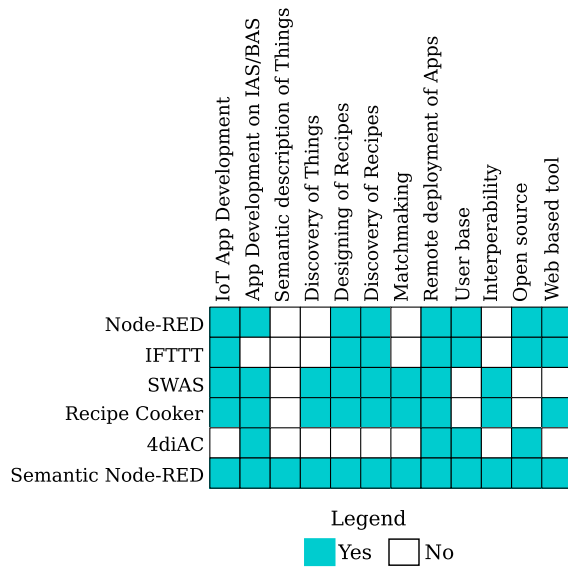 IoT App Development
App Development on IAS/BAS
Semantic description of Things
Discovery of Things
Designing of Recipes
Discovery of Recipes
Matchmaking
Remote deployment of Apps
User base
Interperability
Open source
Web based tool
Node-RED
IFTTT
SWAS
Recipe Cooker
4diAC
Semantic Node-RED
Legend
Yes No